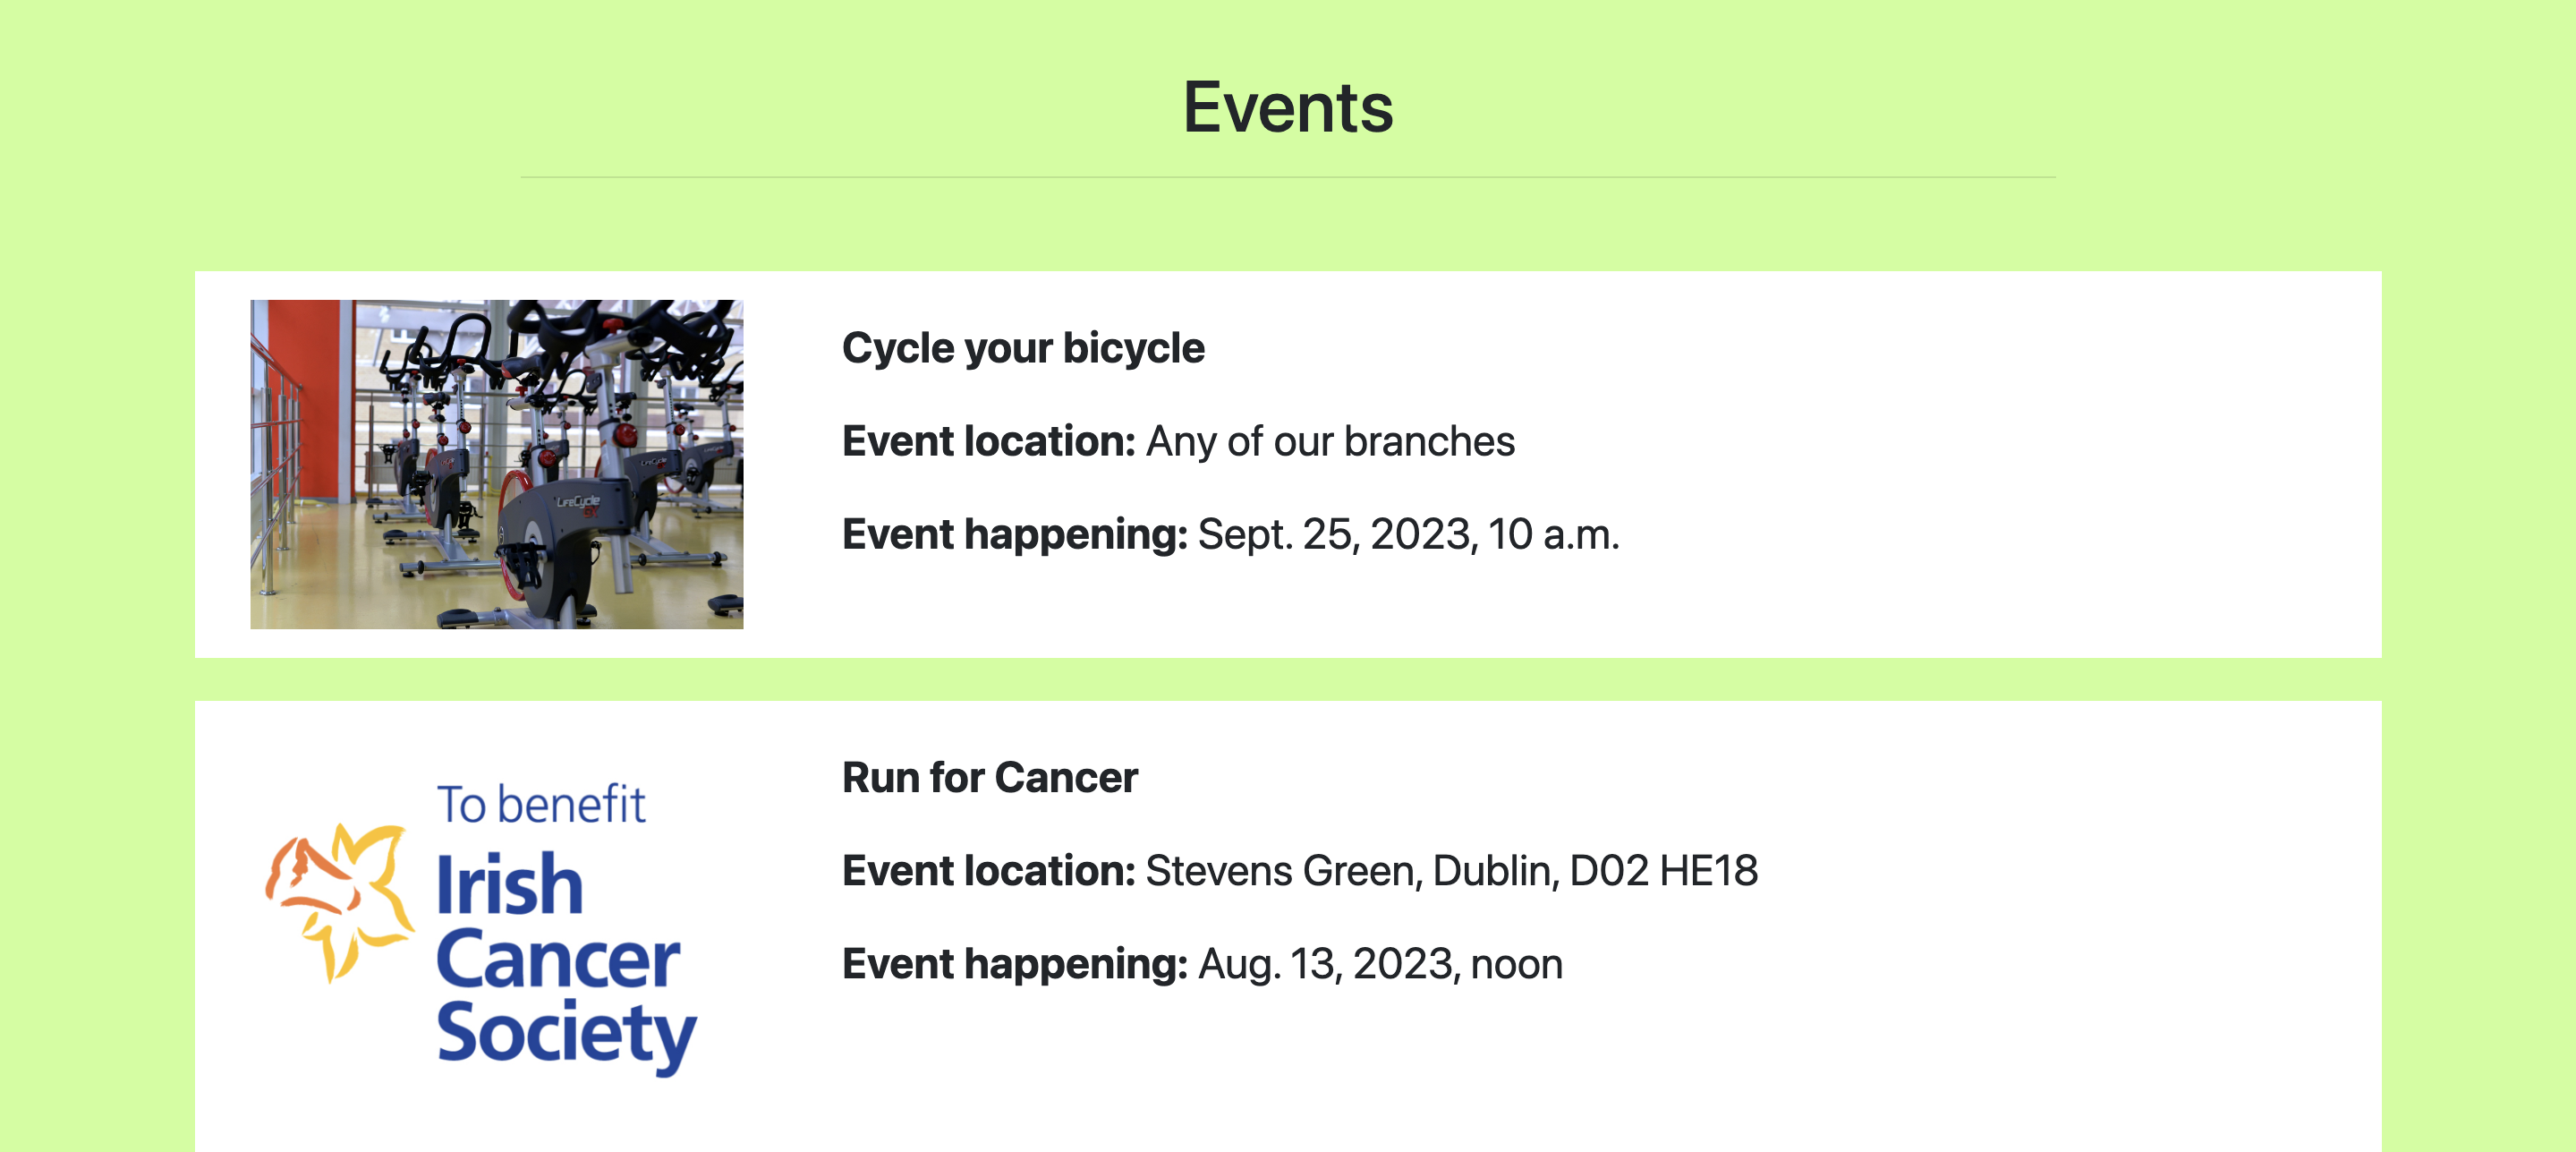 Events
Cycle your bicycle
Event location: Any of our branches
Event happening: Sept. 25, 2023, 10 a.m.
LifeCycle GT
LifeCycle
Run for Cancer
Event location: Stevens Green, Dublin, D02 HE18
Event happening: Aug. 13, 2023, noon
To benefit
Irish
Cancer
Society